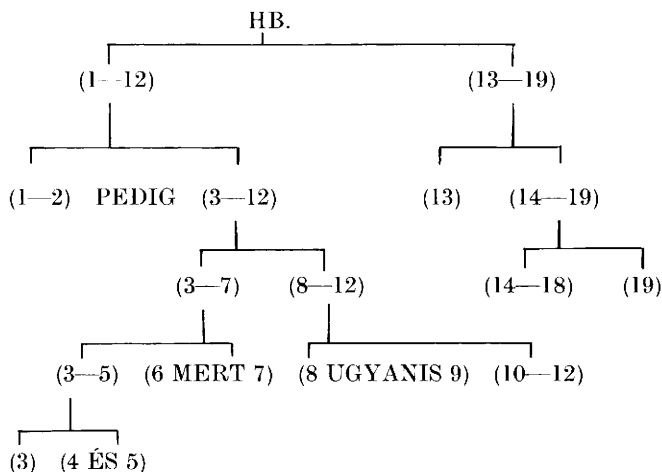 HB.
(1—12) (13—19)
(1—2) PEDIG (3—12) (13) (14—19)
(3—7) (8—12) (14—18) (19)
(3—5) (6 MERT 7) (8 UGYANIS 9) (10—12)
(3) (4 ÉS 5)